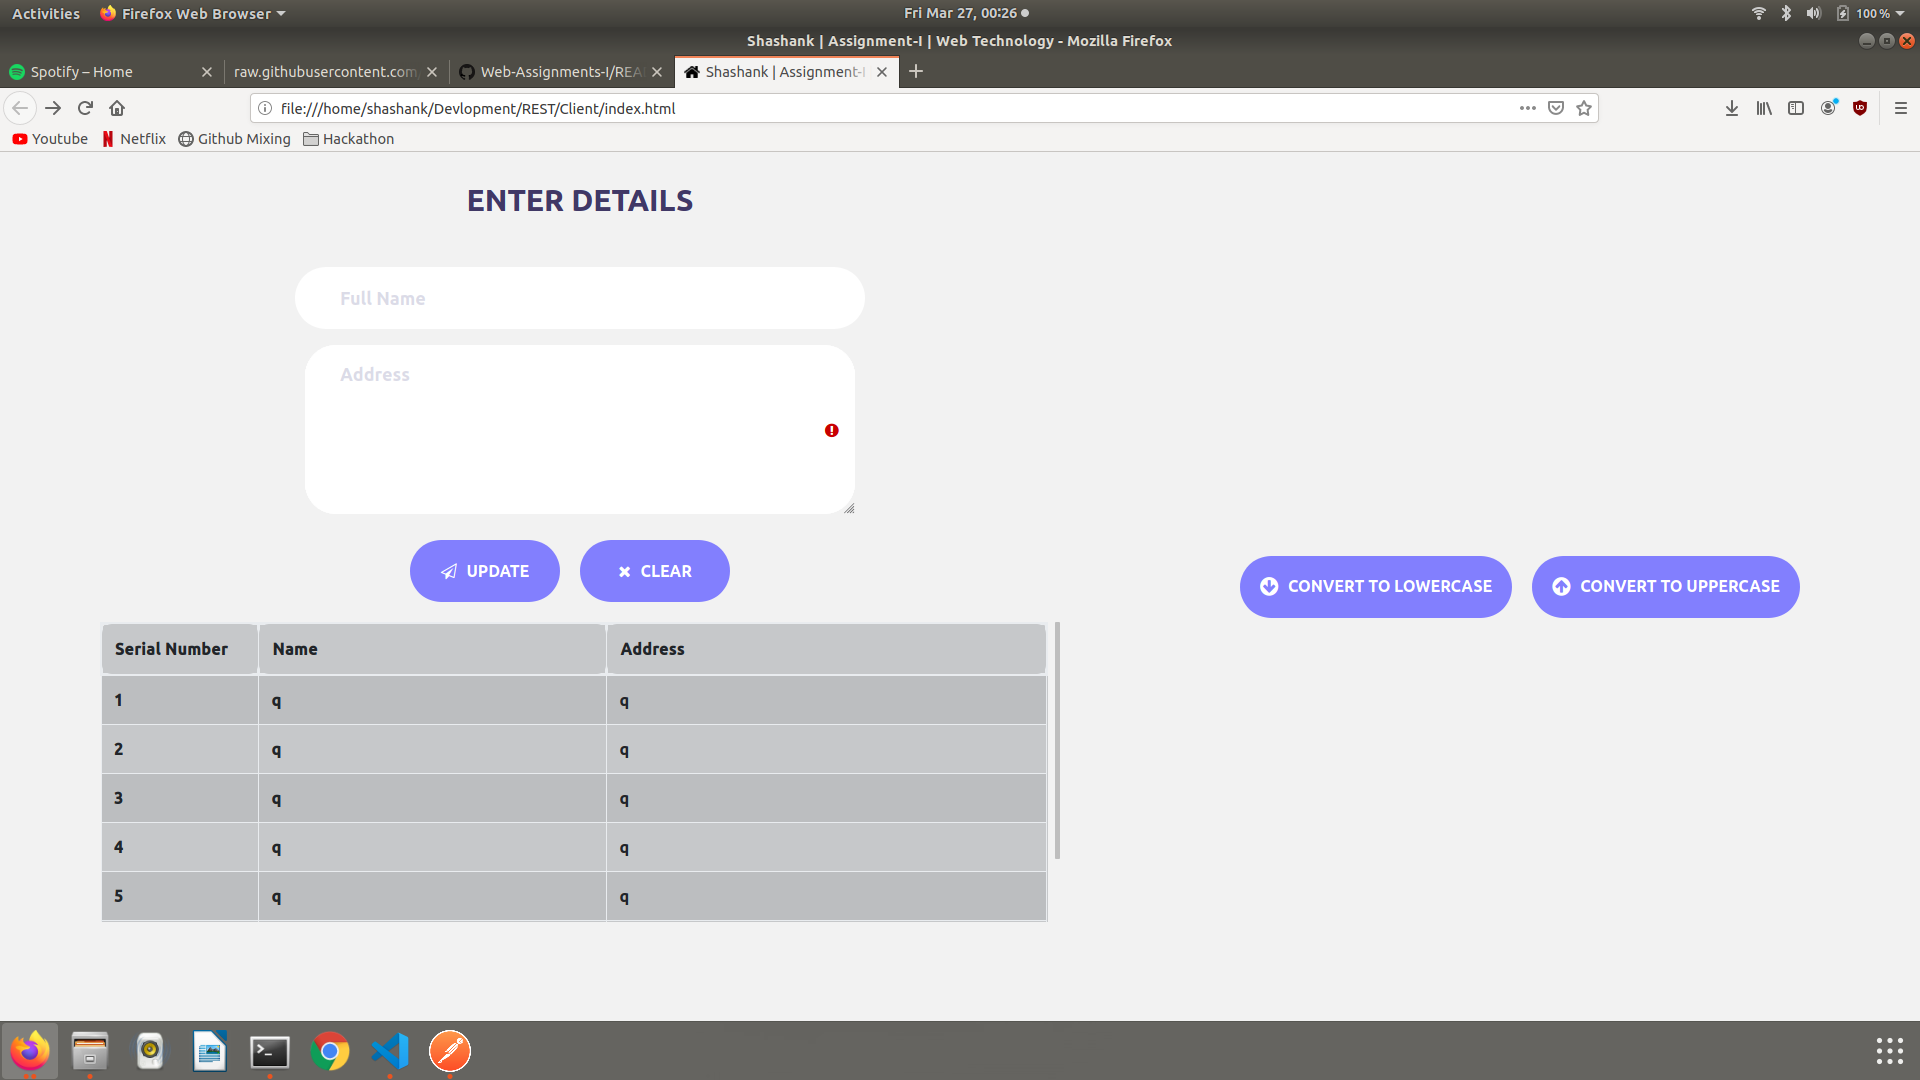 Activities Firefox Web Browser Fri Mar 27, 00:26 100 %
Shashank | Assignment-I | Web Technology - Mozilla Firefox
Spotify – Home raw.githubusercontent.com Web-Assignments-I/REA Shashank | Assignment-I
file:///home/shashank/Devlopment/REST/Client/index.html
Youtube Netflix Github Mixing Hackathon
ENTER DETAILS
Full Name
Address
UPDATE CLEAR
CONVERT TO LOWERCASE CONVERT TO UPPERCASE
Serial Number Name Address
1 q q
2 q q
3 q q
4 q q
5 q q